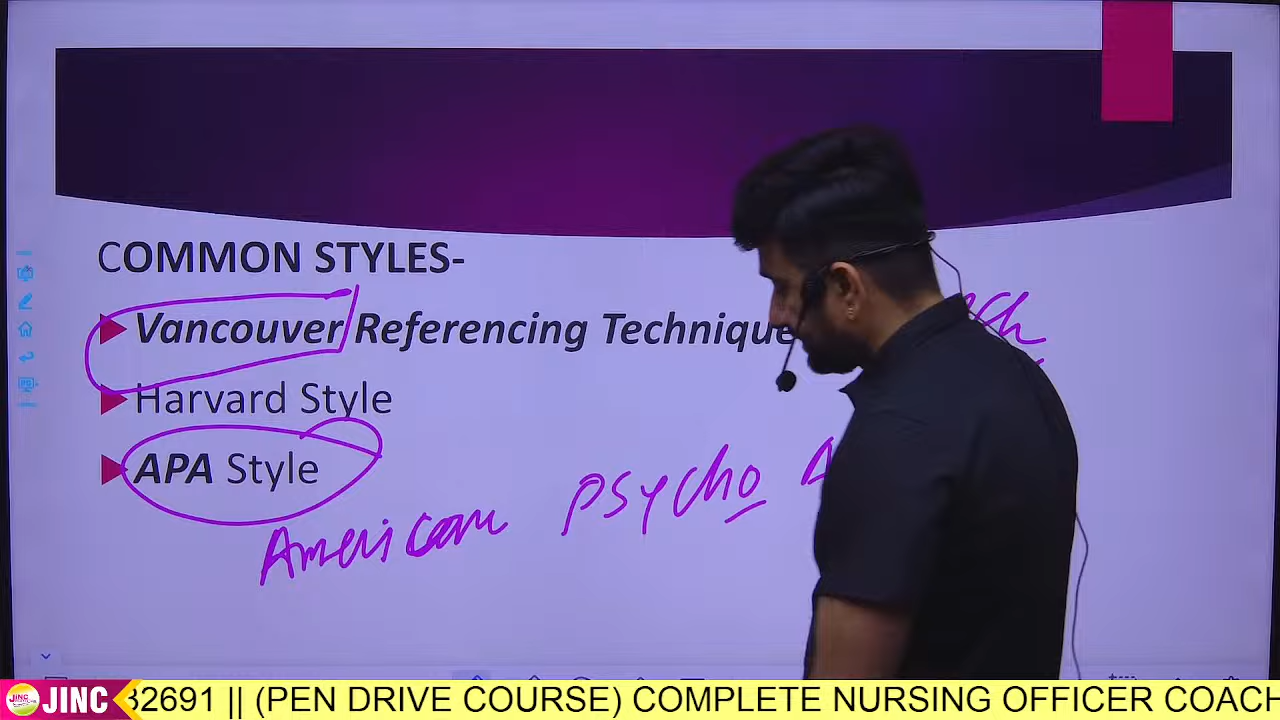 COMMON STYLES-
Vancouver Referencing Technique
Harvard Style
APA Style
American Psycho A
JINC
32691 || (PEN DRIVE COURSE) COMPLETE NURSING OFFICER COACH